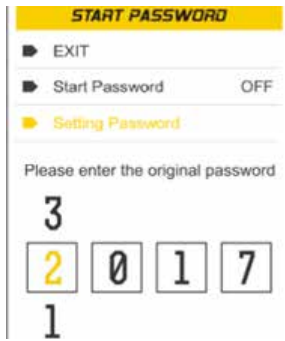 START PASSWORD
EXIT
Start Password OFF
Setting Password
Please enter the original password
3
2 0 1 7
1